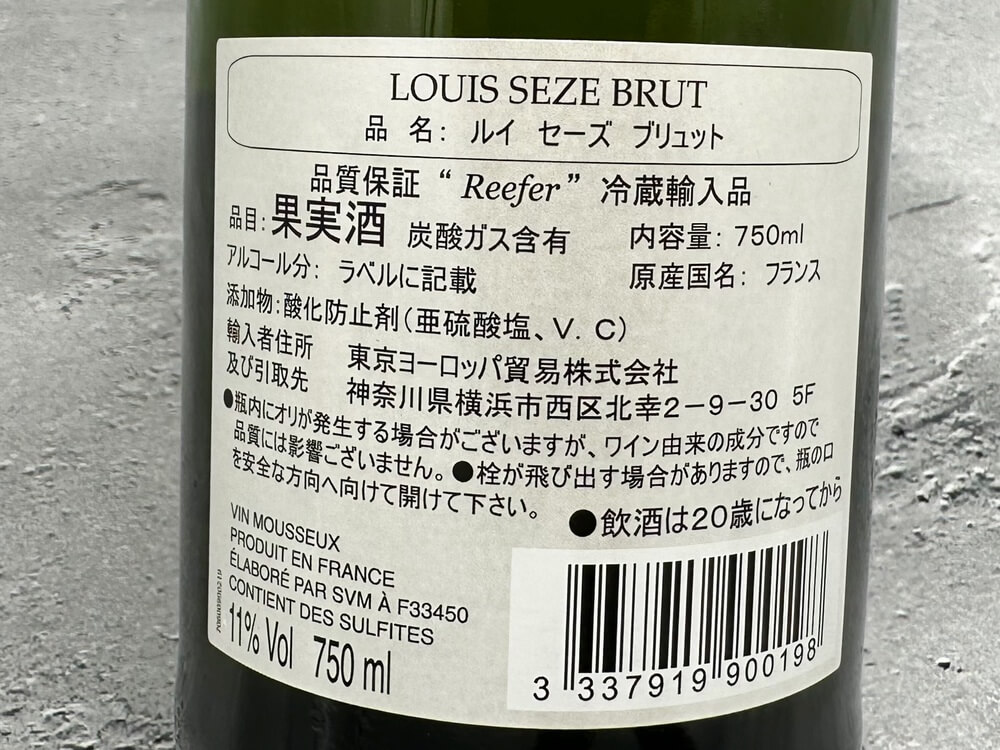 LOUIS SEZE BRUT
品 名: ルイ セーズ ブリュット
品質保証 “Reefer” 冷蔵輸入品
品目:果実酒 炭酸ガス含有 内容量: 750ml
アルコール分: ラベルに記載 原産国名: フランス
添加物:酸化防止剤(亜硫酸塩、V. C)
輸入者住所 東京ヨーロッパ貿易株式会社
及び引取先 神奈川県横浜市西区北幸2-9-30 5F
●瓶内にオリが発生する場合がございますが、ワイン由来の成分ですので
品質には影響ございません。●栓が飛び出す場合がありますので、瓶の口
を安全な方向へ向けて開けて下さい。
●飲酒は20歳になってから
VIN MOUSSEUX
PRODUIT EN FRANCE
ÉLABORÉ PAR SVM À F33450
CONTIENT DES SULFITES
11% Vol 750 ml
3 337919 900198